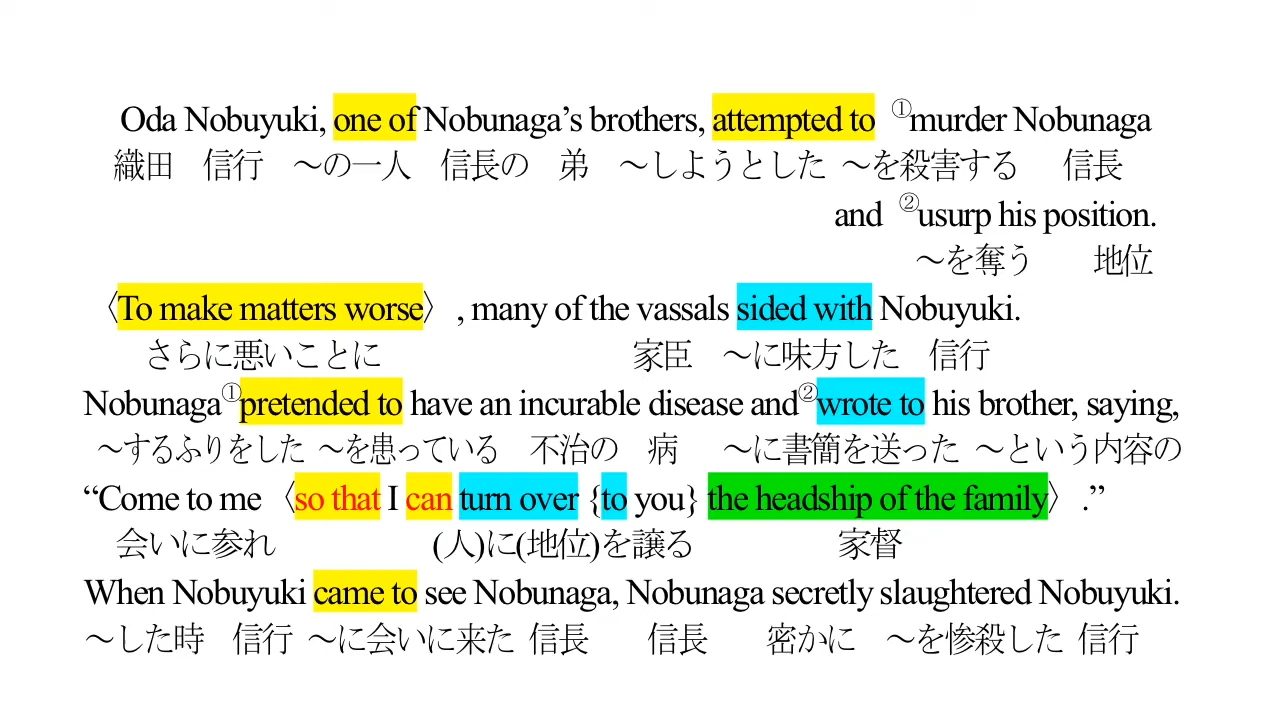 Oda Nobuyuki, one of Nobunaga’s brothers, attempted to ①murder Nobunaga
織田 信行 ～の一人 信長の 弟 ～しようとした ～を殺害する 信長
and ②usurp his position.
～を奪う 地位
〈To make matters worse〉, many of the vassals sided with Nobuyuki.
さらに悪いことに 家臣 ～に味方した 信行
Nobunaga①pretended to have an incurable disease and②wrote to his brother, saying,
～するふりをした ～を患っている 不治の 病 ～に書簡を送った ～という内容の
“Come to me〈so that I can turn over {to you} the headship of the family〉.”
会いに参れ (人)に(地位)を譲る 家督
When Nobuyuki came to see Nobunaga, Nobunaga secretly slaughtered Nobuyuki.
～した時 信行 ～に会いに来た 信長 信長 密かに ～を惨殺した 信行